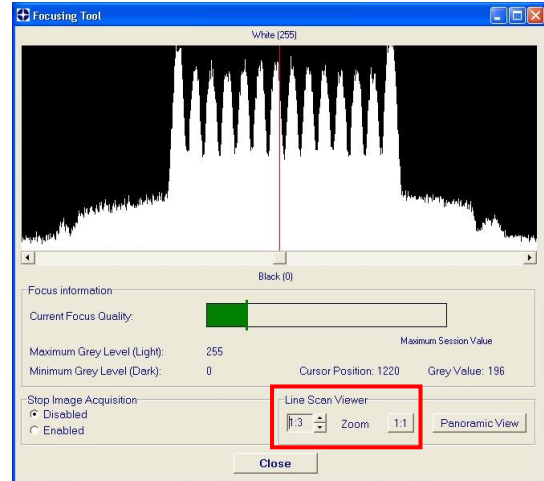 Focusing Tool
White (255)
Black (0)
Focus information
Current Focus Quality:
Maximum Session Value
Maximum Grey Level (Light): 255
Minimum Grey Level (Dark): 0 Cursor Position: 1220 Grey Value: 196
Stop Image Acquisition
Disabled
Enabled
Line Scan Viewer
1:3 Zoom 1:1
Panoramic View
Close